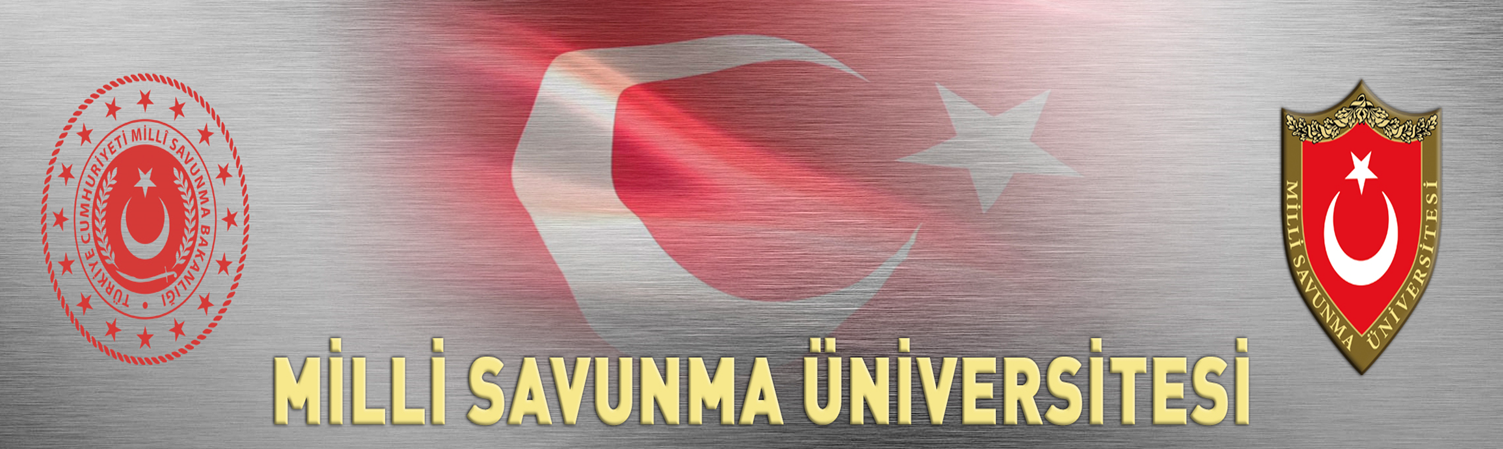 TÜRKİYE CUMHURİYETİ MİLLİ SAVUNMA BAKANLIĞI
MİLLİ SAVUNMA ÜNİVERSİTESİ
MİLLİ SAVUNMA ÜNİVERSİTESİ